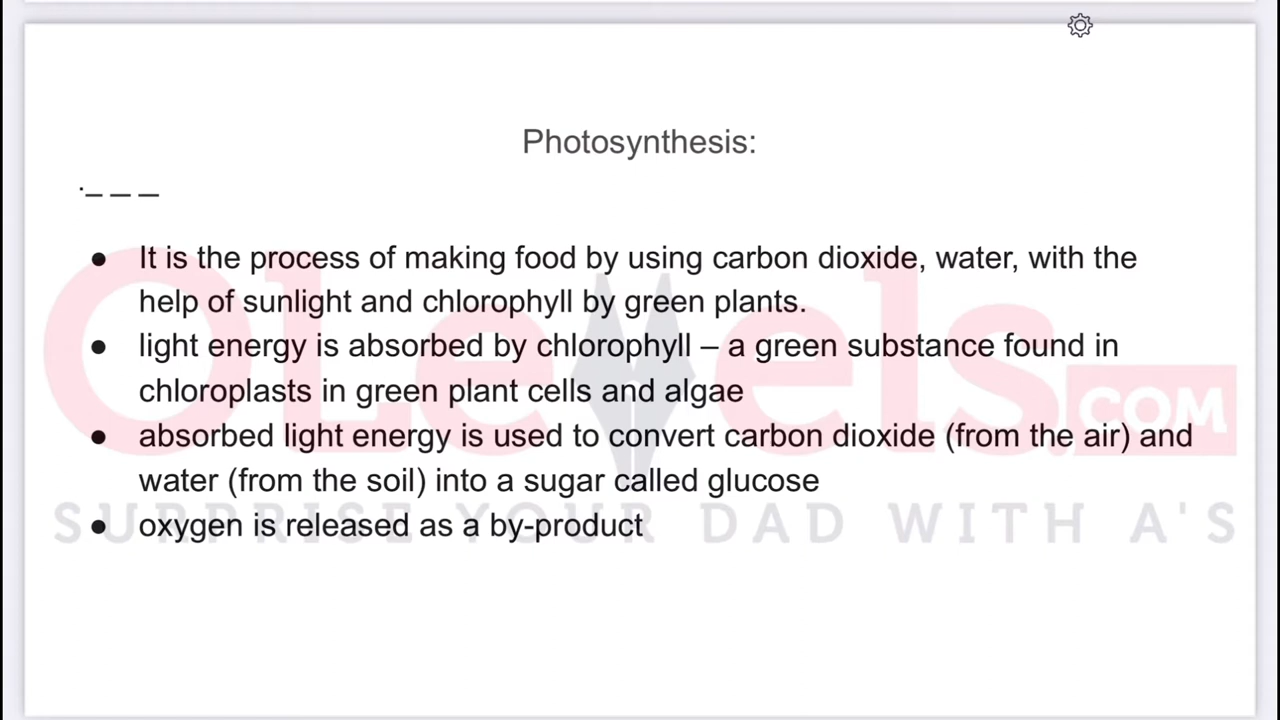 Photosynthesis:
● It is the process of making food by using carbon dioxide, water, with the
help of sunlight and chlorophyll by green plants.
● light energy is absorbed by chlorophyll – a green substance found in
chloroplasts in green plant cells and algae
● absorbed light energy is used to convert carbon dioxide (from the air) and
water (from the soil) into a sugar called glucose
● oxygen is released as a by-product
OLevels.COM
SURPRISE YOUR DAD WITH A'S